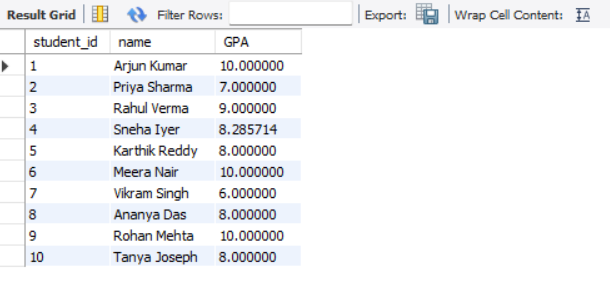 Result Grid Filter Rows: Export: Wrap Cell Content: IA
student_id name GPA
1 Arjun Kumar 10.000000
2 Priya Sharma 7.000000
3 Rahul Verma 9.000000
4 Sneha Iyer 8.285714
5 Karthik Reddy 8.000000
6 Meera Nair 10.000000
7 Vikram Singh 6.000000
8 Ananya Das 8.000000
9 Rohan Mehta 10.000000
10 Tanya Joseph 8.000000